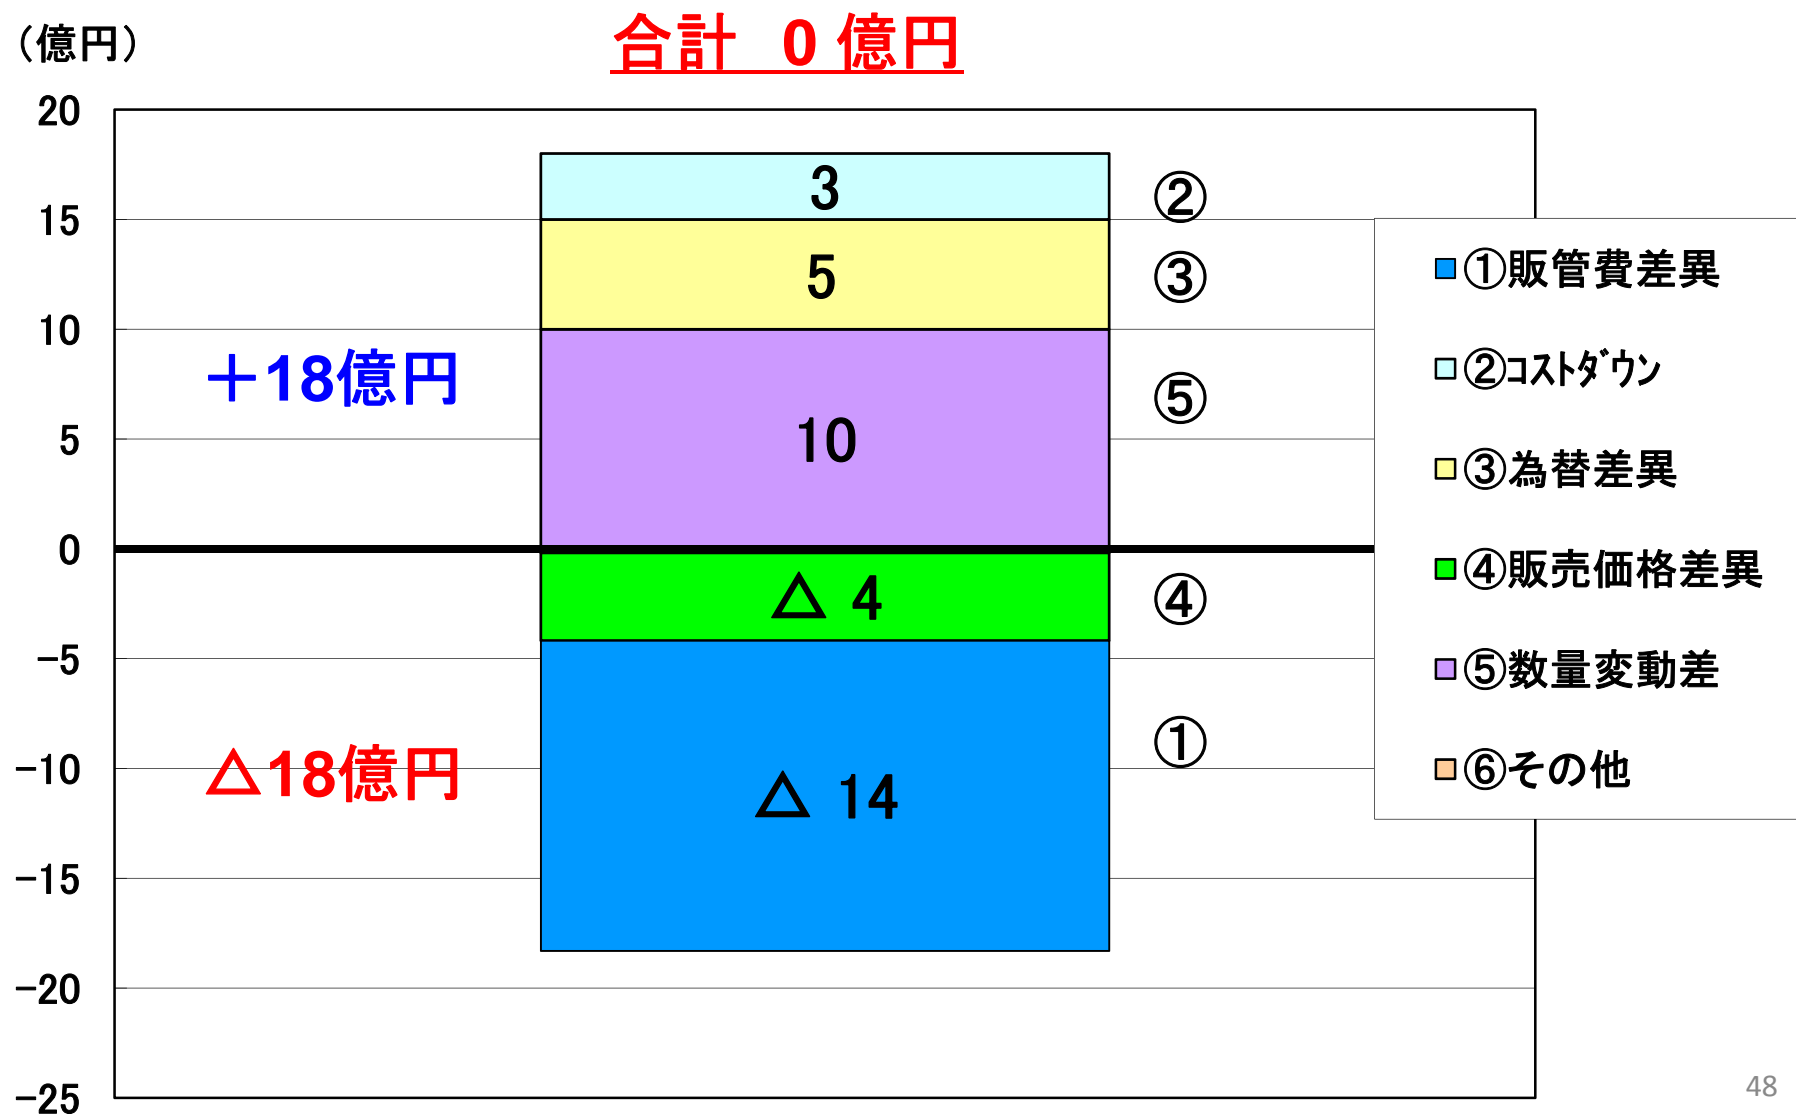 （億円）
合計　0 億円
20
15
10
5
0
－5
－10
－15
－20
－25
3
5
10
△ 4
△ 14
＋18億円
△18億円
②
③
⑤
④
①
①販管費差異
②ｺｽﾄﾀﾞｳﾝ
③為替差異
④販売価格差異
⑤数量変動差
⑥その他
48